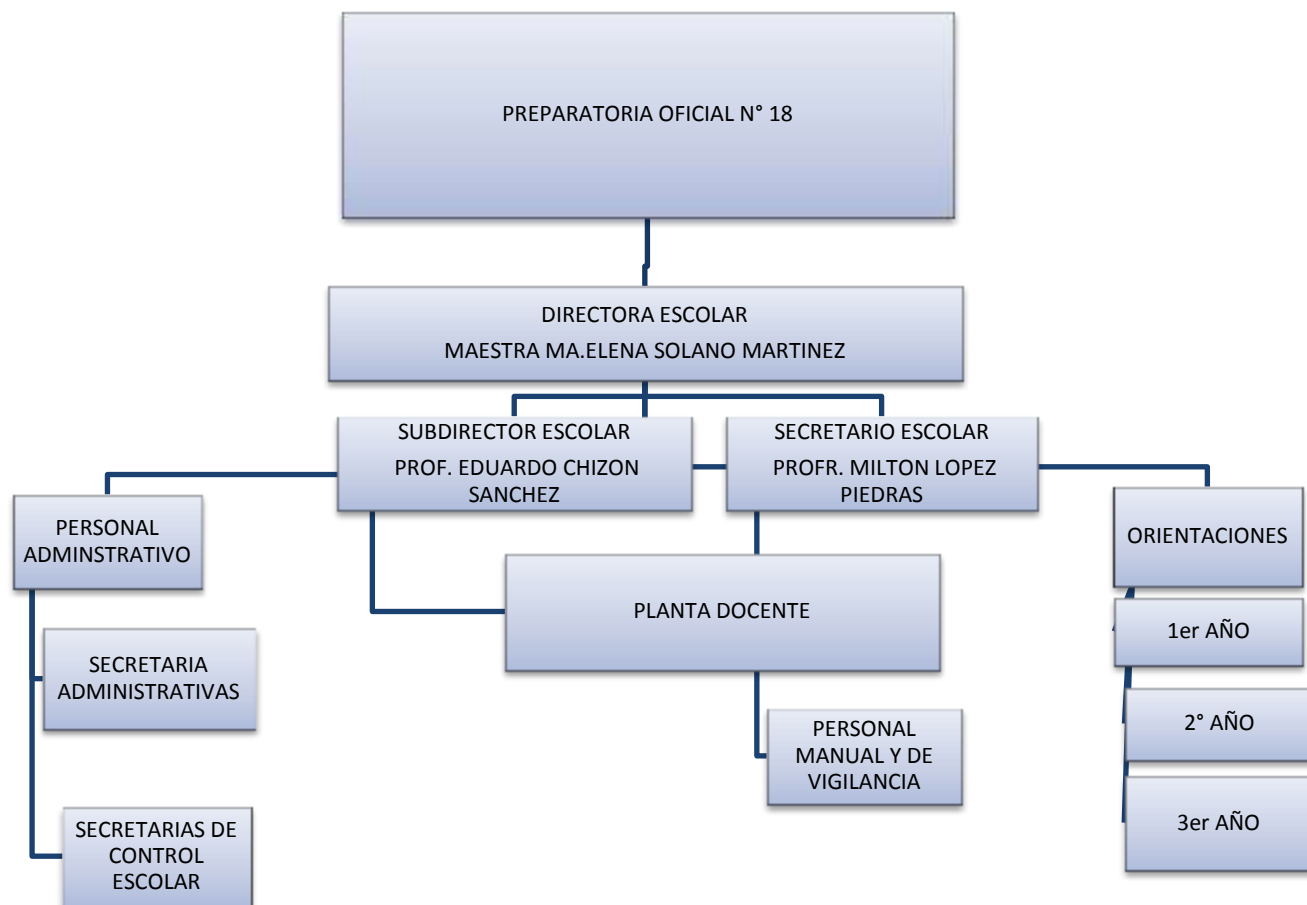 PREPARATORIA OFICIAL N° 18
DIRECTORA ESCOLAR
MAESTRA MA.ELENA SOLANO MARTINEZ
SUBDIRECTOR ESCOLAR
PROF. EDUARDO CHIZON
SANCHEZ
SECRETARIO ESCOLAR
PROFR. MILTON LOPEZ
PIEDRAS
PERSONAL
ADMINSTRATIVO
ORIENTACIONES
PLANTA DOCENTE
1er AÑO
SECRETARIA
ADMINISTRATIVAS
2° AÑO
PERSONAL
MANUAL Y DE
VIGILANCIA
3er AÑO
SECRETARIAS DE
CONTROL
ESCOLAR